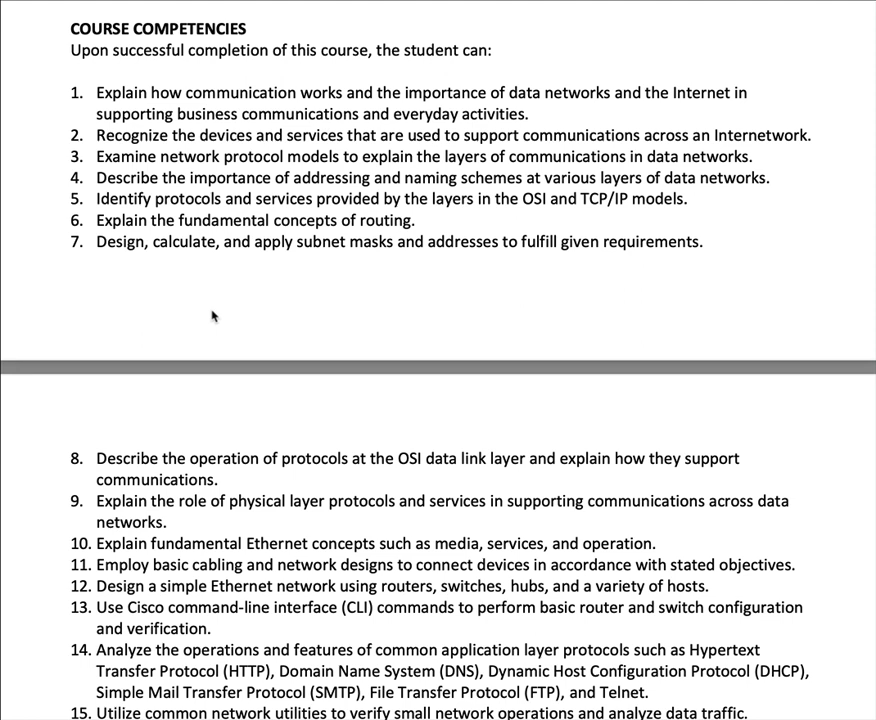 COURSE COMPETENCIES
Upon successful completion of this course, the student can:
1. Explain how communication works and the importance of data networks and the Internet in
supporting business communications and everyday activities.
2. Recognize the devices and services that are used to support communications across an Internetwork.
3. Examine network protocol models to explain the layers of communications in data networks.
4. Describe the importance of addressing and naming schemes at various layers of data networks.
5. Identify protocols and services provided by the layers in the OSI and TCP/IP models.
6. Explain the fundamental concepts of routing.
7. Design, calculate, and apply subnet masks and addresses to fulfill given requirements.
8. Describe the operation of protocols at the OSI data link layer and explain how they support
communications.
9. Explain the role of physical layer protocols and services in supporting communications across data
networks.
10. Explain fundamental Ethernet concepts such as media, services, and operation.
11. Employ basic cabling and network designs to connect devices in accordance with stated objectives.
12. Design a simple Ethernet network using routers, switches, hubs, and a variety of hosts.
13. Use Cisco command-line interface (CLI) commands to perform basic router and switch configuration
and verification.
14. Analyze the operations and features of common application layer protocols such as Hypertext
Transfer Protocol (HTTP), Domain Name System (DNS), Dynamic Host Configuration Protocol (DHCP),
Simple Mail Transfer Protocol (SMTP), File Transfer Protocol (FTP), and Telnet.
15. Utilize common network utilities to verify small network operations and analyze data traffic.